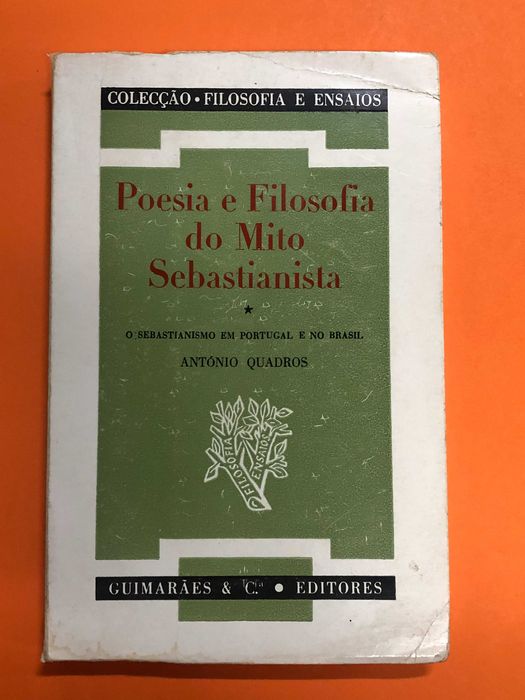 COLECÇÃO • FILOSOFIA E ENSAIOS
Poesia e Filosofia
do Mito
Sebastianista
★
O SEBASTIANISMO EM PORTUGAL E NO BRASIL
ANTÓNIO QUADROS
FILOSOFIA
ENSAIOS
GUIMARÃES & C.ª • EDITORES